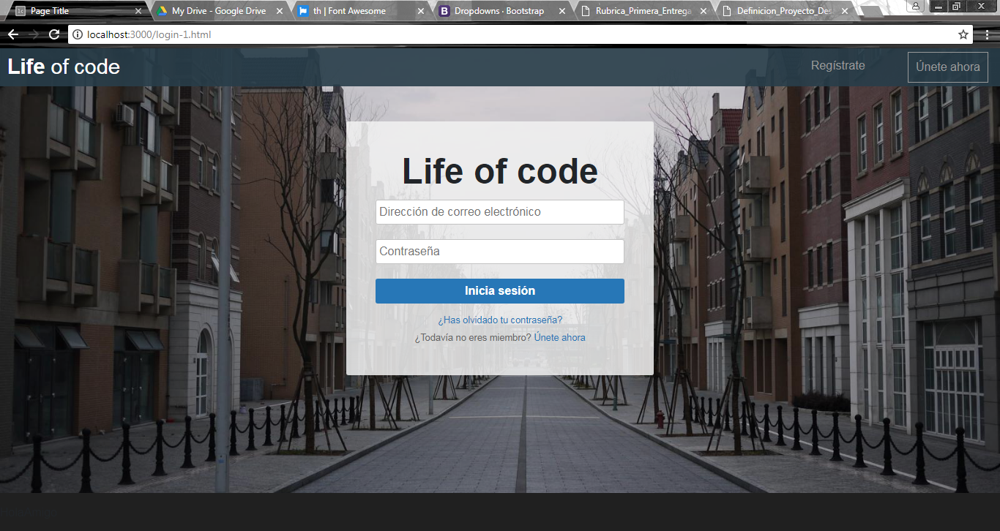 Page Title
My Drive - Google Drive
th | Font Awesome
Dropdowns · Bootstrap
Rubrica_Primera_Entrega
Definicion_Proyecto_Des
localhost:3000/login-1.html
Life of code
Regístrate
Únete ahora
Life of code
Dirección de correo electrónico
Contraseña
Inicia sesión
¿Has olvidado tu contraseña?
¿Todavía no eres miembro? Únete ahora